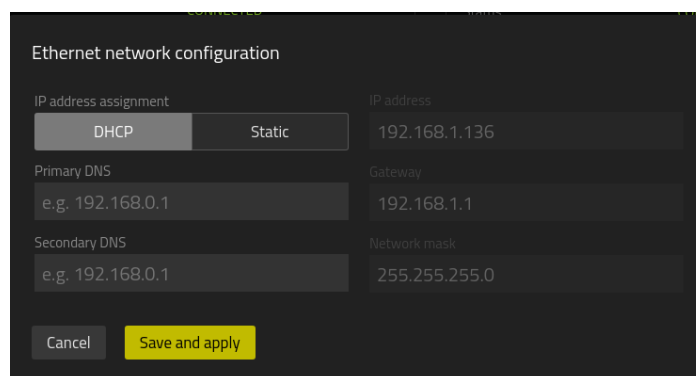 CONNECTED
Ethernet network configuration
IP address assignment
DHCP
Static
Primary DNS
e.g. 192.168.0.1
Secondary DNS
e.g. 192.168.0.1
IP address
192.168.1.136
Gateway
192.168.1.1
Network mask
255.255.255.0
Cancel
Save and apply